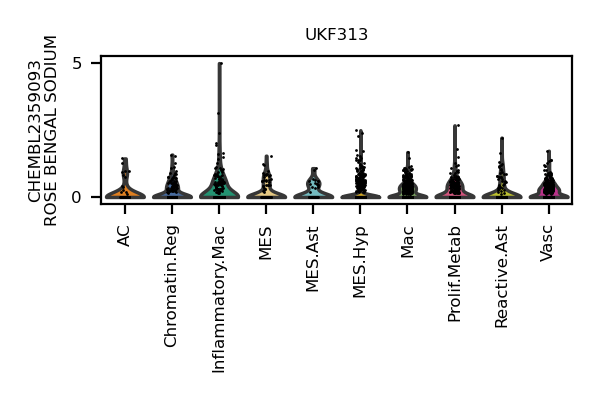 UKF313
CHEMBL2359093
ROSE BENGAL SODIUM
5
0
AC
Chromatin.Reg
Inflammatory.Mac
MES
MES.Ast
MES.Hyp
Mac
Prolif.Metab
Reactive.Ast
Vasc